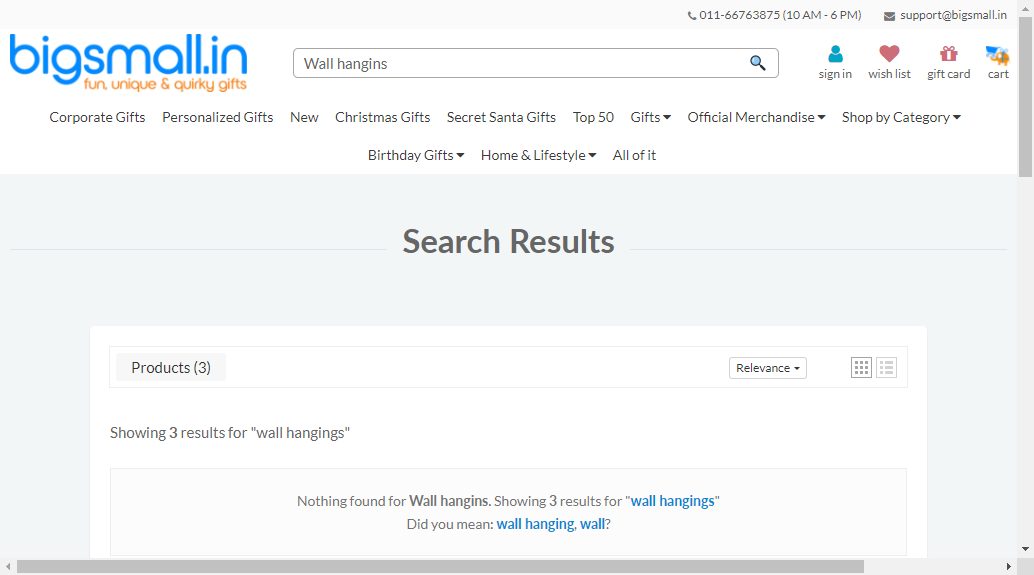 011-66763875 (10 AM - 6 PM) support@bigsmall.in
bigsmall.in
fun, unique & quirky gifts
Wall hangins
sign in wish list gift card cart
Corporate Gifts Personalized Gifts New Christmas Gifts Secret Santa Gifts Top 50 Gifts Official Merchandise Shop by Category
Birthday Gifts Home & Lifestyle All of it
Search Results
Products (3) Relevance
Showing 3 results for "wall hangings"
Nothing found for Wall hangins. Showing 3 results for "wall hangings"
Did you mean: wall hanging, wall?